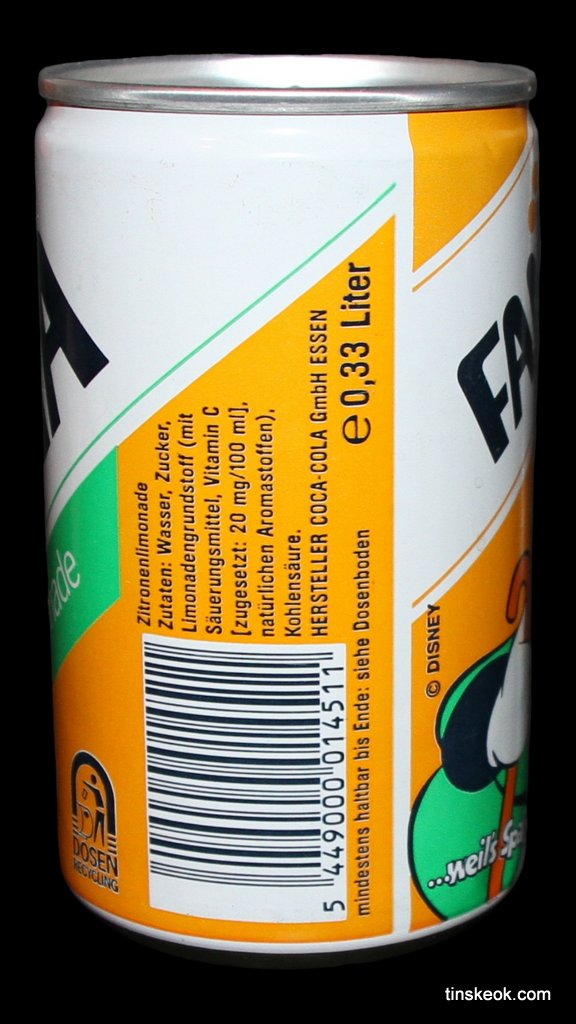 Zitronenlimonade
Zutaten: Wasser, Zucker,
Limonadengrundstoff (mit
Säuerungsmittel, Vitamin C
[zugesetzt: 20 mg/100 ml],
natürlichen Aromastoffen),
Kohlensäure.
HERSTELLER COCA-COLA GmbH ESSEN
e 0,33 Liter
5 449000 014511
mindestens haltbar bis Ende: siehe Dosenboden
DOSEN
RECYCLING
© DISNEY
...weil's
tinskeok.com